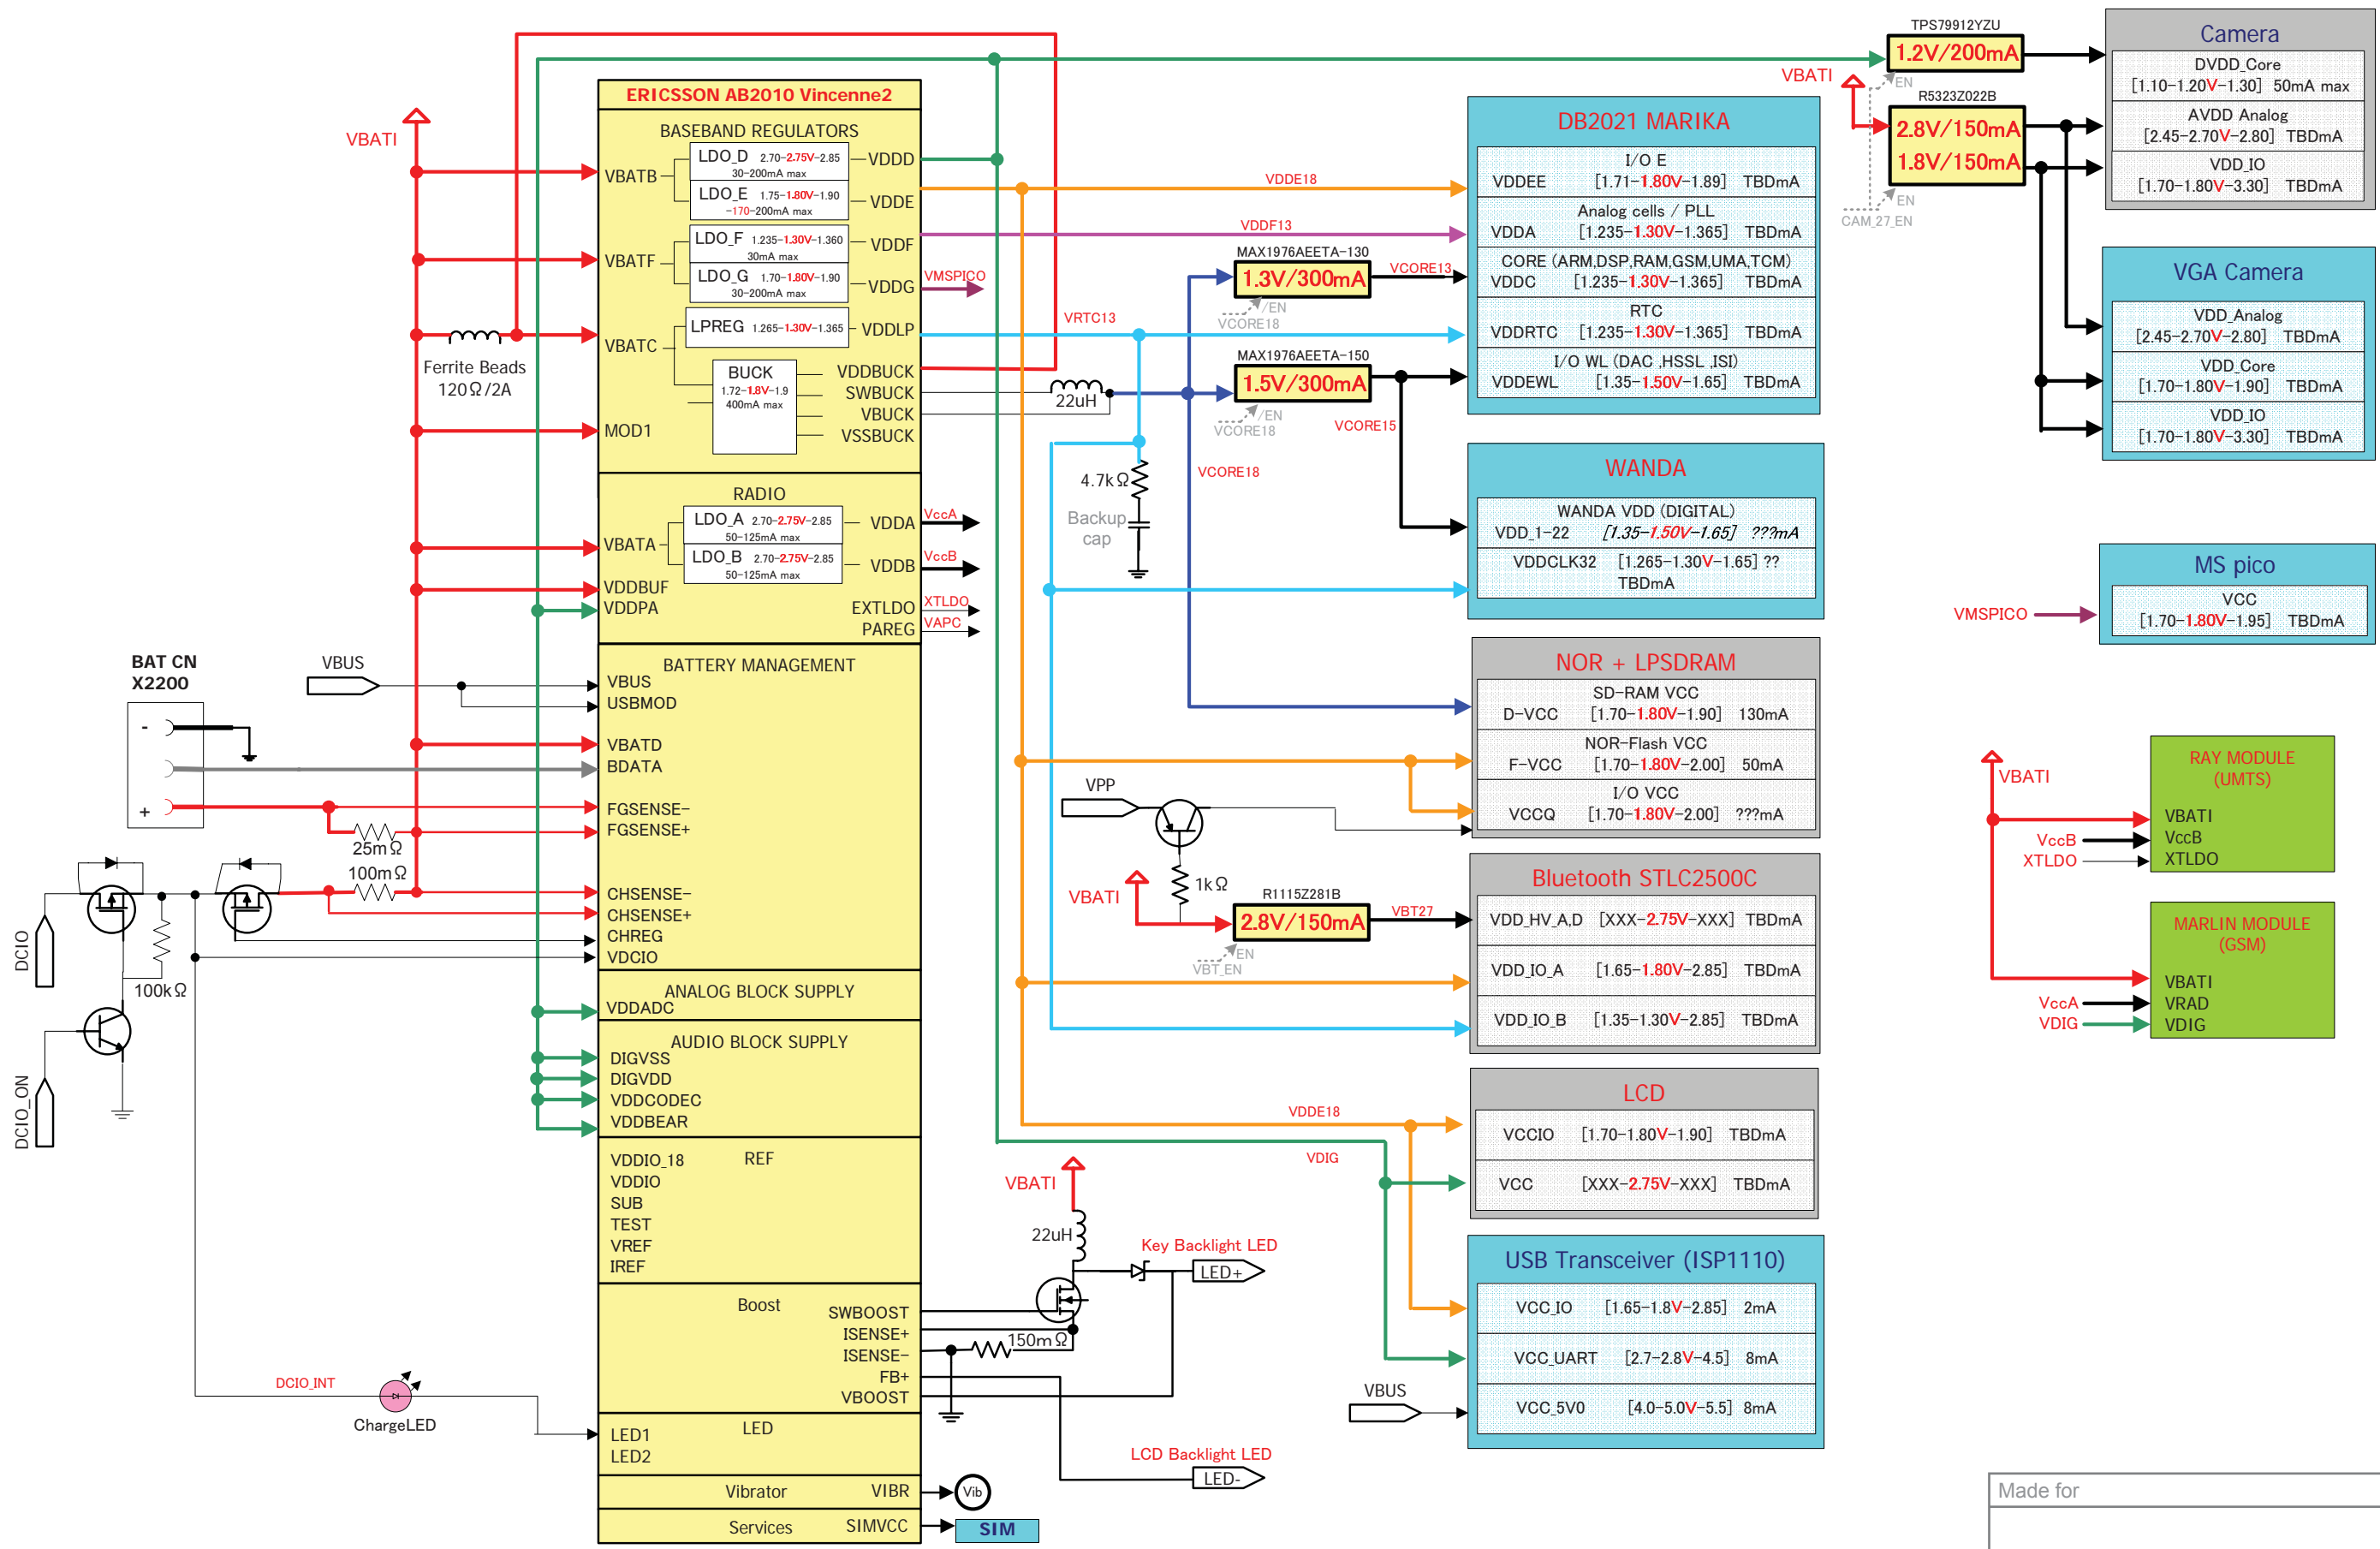 TPS79912YZU
1.2V/200mA
EN
VBATI
R5323Z022B
2.8V/150mA
1.8V/150mA
EN
CAM_27_EN
Camera
DVDD_Core
[1.10-1.20V-1.30] 50mA max
AVDD Analog
[2.45-2.70V-2.80] TBDmA
VDD_IO
[1.70-1.80V-3.30] TBDmA
VGA Camera
VDD_Analog
[2.45-2.70V-2.80] TBDmA
VDD_Core
[1.70-1.80V-1.90] TBDmA
VDD_IO
[1.70-1.80V-3.30] TBDmA
MS pico
VCC
[1.70-1.80V-1.95] TBDmA
VMSPICO
VBATI
RAY MODULE
(UMTS)
VBATI
VccB
XTLDO
VccB
XTLDO
MARLIN MODULE
(GSM)
VBATI
VRAD
VDIG
VccA
VDIG
Made for
ERICSSON AB2010 Vincenne2
BASEBAND REGULATORS
LDO_D 2.70-2.75V-2.85
30-200mA max
LDO_E 1.75-1.80V-1.90
-170-200mA max
VBATB
VDDD
VDDE
LDO_F 1.235-1.30V-1.360
30mA max
LDO_G 1.70-1.80V-1.90
30-200mA max
VBATF
VDDF
VDDG
VMSPICO
LPREG 1.265-1.30V-1.365
VDDLP
VBATC
BUCK
1.72-1.8V-1.9
400mA max
VDDBUCK
SWBUCK
VBUCK
VSSBUCK
MOD1
VBATI
Ferrite Beads
120Ω/2A
RADIO
LDO_A 2.70-2.75V-2.85
50-125mA max
LDO_B 2.70-2.75V-2.85
50-125mA max
VBATA
VDDA
VccA
VDDB
VccB
VDDBUF
VDDPA
EXTLDO
XTLDO
PAREG
VAPC
BATTERY MANAGEMENT
VBUS
VBUS
USBMOD
BAT CN
X2200
-
+
VBATD
BDATA
FGSENSE-
FGSENSE+
25mΩ
100mΩ
CHSENSE-
CHSENSE+
CHREG
VDCIO
DCIO
100kΩ
DCIO_ON
ANALOG BLOCK SUPPLY
VDDADC
AUDIO BLOCK SUPPLY
DIGVSS
DIGVDD
VDDCODEC
VDDBEAR
REF
VDDIO_18
VDDIO
SUB
TEST
VREF
IREF
Boost
SWBOOST
ISENSE+
ISENSE-
FB+
VBOOST
VBATI
22uH
150mΩ
Key Backlight LED
LED+
LCD Backlight LED
LED-
DCIO_INT
ChargeLED
LED
LED1
LED2
Vibrator
VIBR
Vib
Services
SIMVCC
SIM
22uH
4.7kΩ
Backup
cap
VDDE18
VDDF13
MAX1976AEETA-130
1.3V/300mA
VCORE13
/EN
VCORE18
VRTC13
MAX1976AEETA-150
1.5V/300mA
/EN
VCORE18
VCORE15
VCORE18
DB2021 MARIKA
I/O E
VDDEE [1.71-1.80V-1.89] TBDmA
Analog cells / PLL
VDDA [1.235-1.30V-1.365] TBDmA
CORE (ARM,DSP,RAM,GSM,UMA,TCM)
VDDC [1.235-1.30V-1.365] TBDmA
RTC
VDDRTC [1.235-1.30V-1.365] TBDmA
I/O WL (DAC ,HSSL ,ISI)
VDDEWL [1.35-1.50V-1.65] TBDmA
WANDA
WANDA VDD (DIGITAL)
VDD_1-22 [1.35-1.50V-1.65] ???mA
VDDCLK32 [1.265-1.30V-1.65] ??
TBDmA
NOR + LPSDRAM
SD-RAM VCC
D-VCC [1.70-1.80V-1.90] 130mA
NOR-Flash VCC
F-VCC [1.70-1.80V-2.00] 50mA
I/O VCC
VCCQ [1.70-1.80V-2.00] ???mA
VPP
1kΩ
VBATI
R1115Z281B
2.8V/150mA
VBT27
EN
VBT_EN
Bluetooth STLC2500C
VDD_HV_A,D [XXX-2.75V-XXX] TBDmA
VDD_IO_A [1.65-1.80V-2.85] TBDmA
VDD_IO_B [1.35-1.30V-2.85] TBDmA
VDDE18
VDIG
LCD
VCCIO [1.70-1.80V-1.90] TBDmA
VCC [XXX-2.75V-XXX] TBDmA
USB Transceiver (ISP1110)
VCC_IO [1.65-1.8V-2.85] 2mA
VCC_UART [2.7-2.8V-4.5] 8mA
VBUS
VCC_5V0 [4.0-5.0V-5.5] 8mA